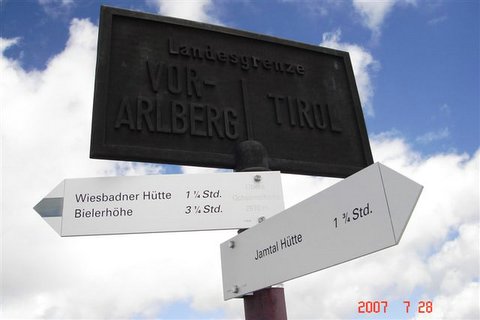 Landesgrenze
VOR-
ARLBERG
TIROL
Wiesbadner Hütte 1 ¼ Std.
Bielerhöhe 3 ¼ Std.
Jamtal Hütte 1 ¾ Std.
2007 7 28